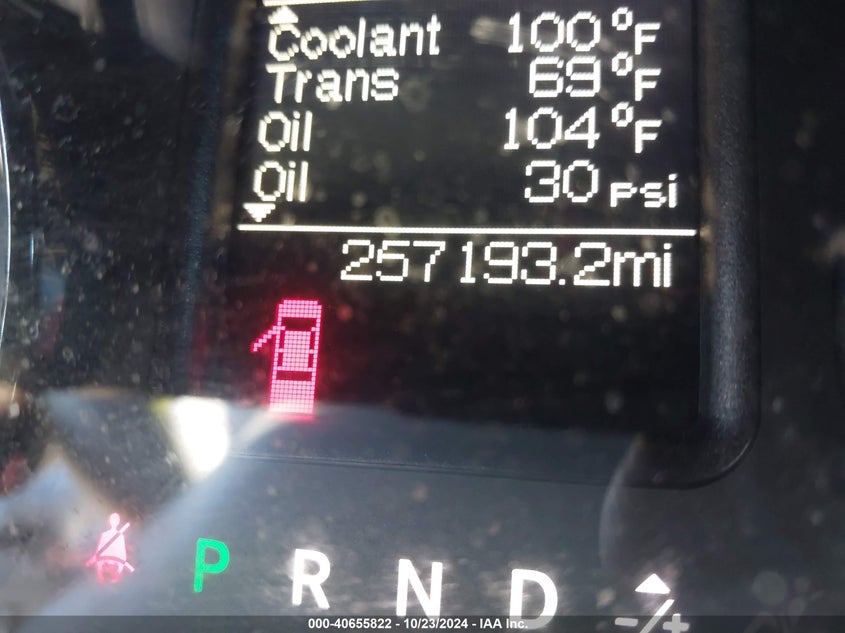 Coolant 100°F
Trans 69°F
Oil 104°F
Oil 30 psi
257193.2mi
P R N D -/+
000-40655822 - 10/23/2024 - IAA Inc.